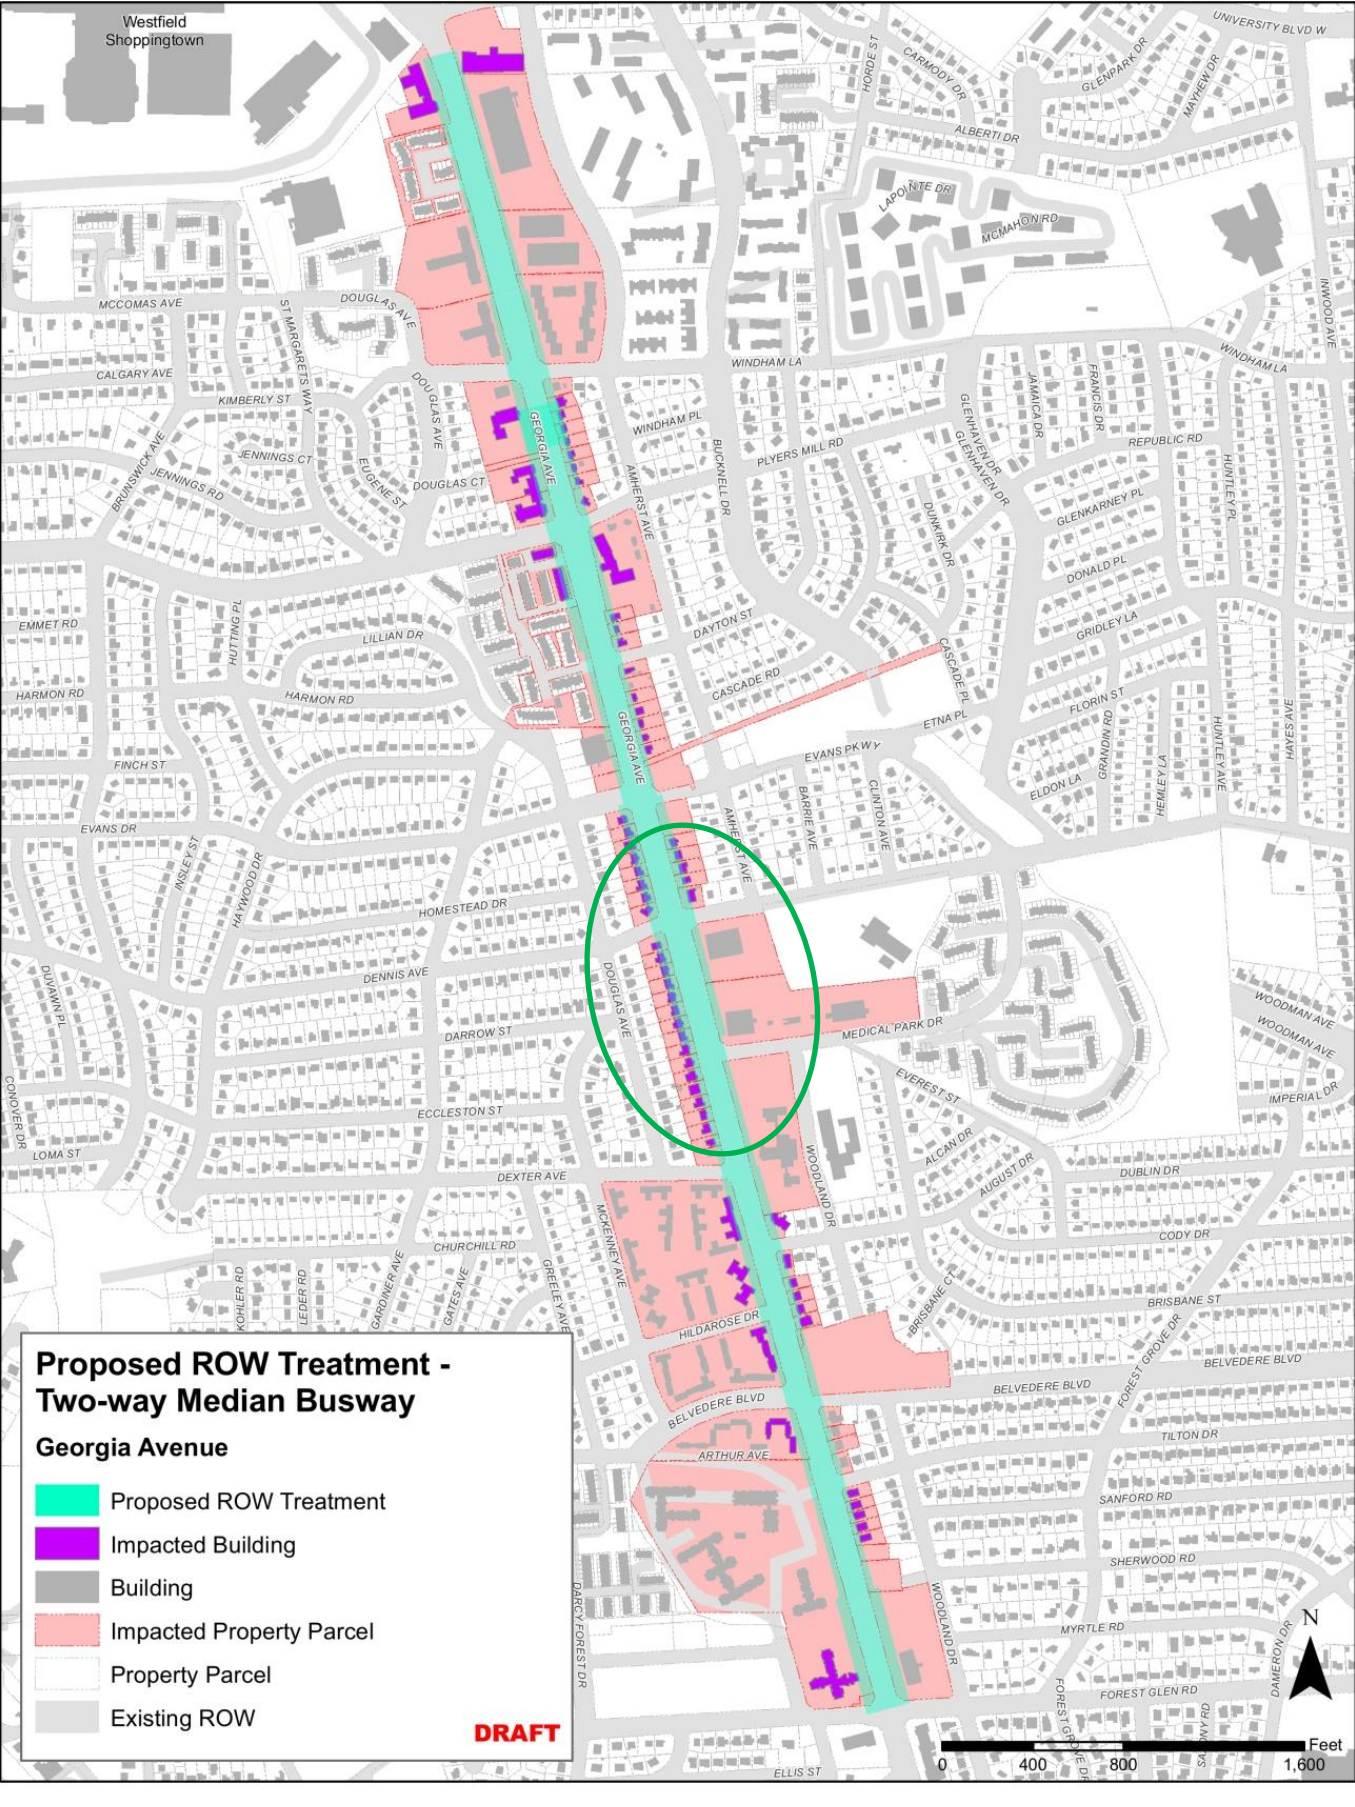 Westfield
Shoppingtown
UNIVERSITY BLVD W
HORDE ST
CARMODY DR
GLENPARK DR
MAYHEW DR
ALBERTI DR
LAPOINTE DR
MCMAHON RD
INWOOD AVE
MCCOMAS AVE
ST MARGARETS WAY
DOUGLAS AVE
WINDHAM LA
WINDHAM LA
CALGARY AVE
KIMBERLY ST
DOUGLAS AVE
JAMAICA DR
FRANCIS DR
GEORGIA AVE
WINDHAM PL
BUCKNELL DR
PLYERS MILL RD
GLENHAVEN DR
GLENHAVEN DR
REPUBLIC RD
BRUNSWICK AVE
JENNINGS CT
JENNINGS RD
EUGENE ST
DOUGLAS CT
AMHERST AVE
DUNKIRK DR
GLENKARNEY PL
HUNTLEY PL
DONALD PL
EMMET RD
HUTTING PL
LILLIAN DR
DAYTON ST
GRIDLEY LA
CASCADE PL
HARMON RD
HARMON RD
CASCADE RD
FLORIN ST
GEORGIA AVE
ETNA PL
EVANS PKWY
GRANDIN RD
HUNTLEY AVE
HAYES AVE
FINCH ST
ELDON LA
HEMLEY LA
BARRIE AVE
CLINTON AVE
EVANS DR
INSLEY ST
HAYWOOD DR
AMHERST AVE
HOMESTEAD DR
DUVAWN PL
DENNIS AVE
DOUGLAS AVE
DARROW ST
MEDICAL PARK DR
WOODMAN AVE
WOODMAN AVE
CONOVER DR
EVEREST ST
IMPERIAL DR
ECCLESTON ST
LOMA ST
ALCAN DR
AUGUST DR
DUBLIN DR
DEXTER AVE
WOODLAND DR
MCKENNEY AVE
CHURCHILL RD
CODY DR
KOHLER RD
LEDER RD
GARDINER AVE
GATES AVE
GREELEY AVE
BRISBANE CT
BRISBANE ST
HILDAROSE DR
FOREST GROVE DR
BELVEDERE BLVD
BELVEDERE BLVD
BELVEDERE BLVD
ARTHUR AVE
TILTON DR
SANFORD RD
SHERWOOD RD
DARCY FOREST DR
WOODLAND DR
MYRTLE RD
DAMERON DR
FOREST GLEN RD
FOREST GROVE DR
ELLIS ST
Proposed ROW Treatment -
Two-way Median Busway
Georgia Avenue
Proposed ROW Treatment
Impacted Building
Building
Impacted Property Parcel
Property Parcel
Existing ROW
DRAFT
N
Feet
0 400 800 1,600